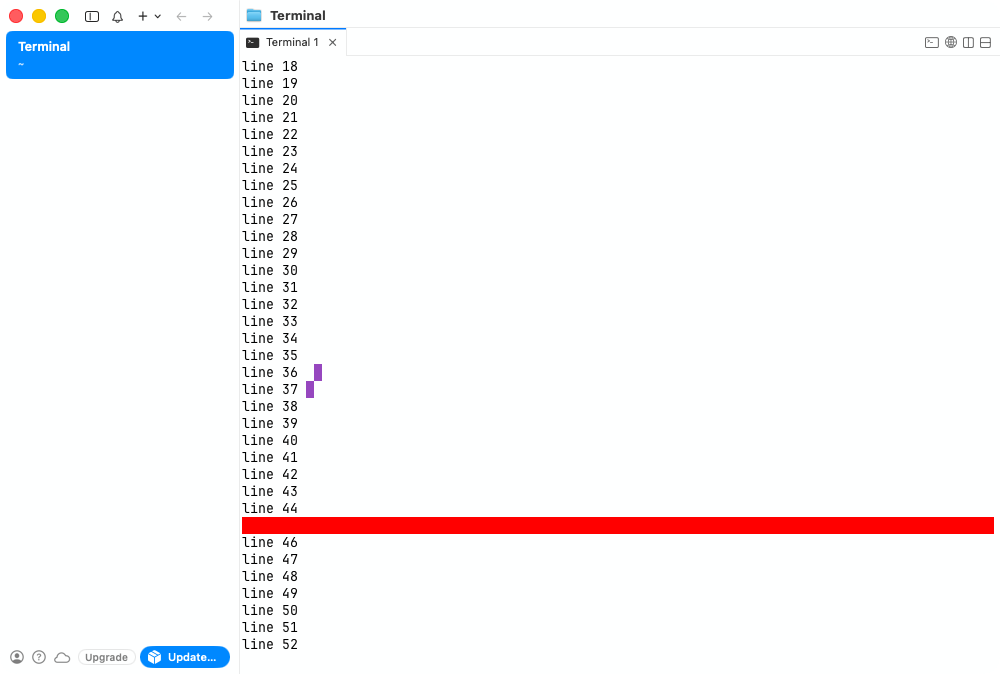 Terminal
~
Terminal
Terminal 1
line 18
line 19
line 20
line 21
line 22
line 23
line 24
line 25
line 26
line 27
line 28
line 29
line 30
line 31
line 32
line 33
line 34
line 35
line 36
line 37
line 38
line 39
line 40
line 41
line 42
line 43
line 44
line 46
line 47
line 48
line 49
line 50
line 51
line 52
Upgrade
Update...